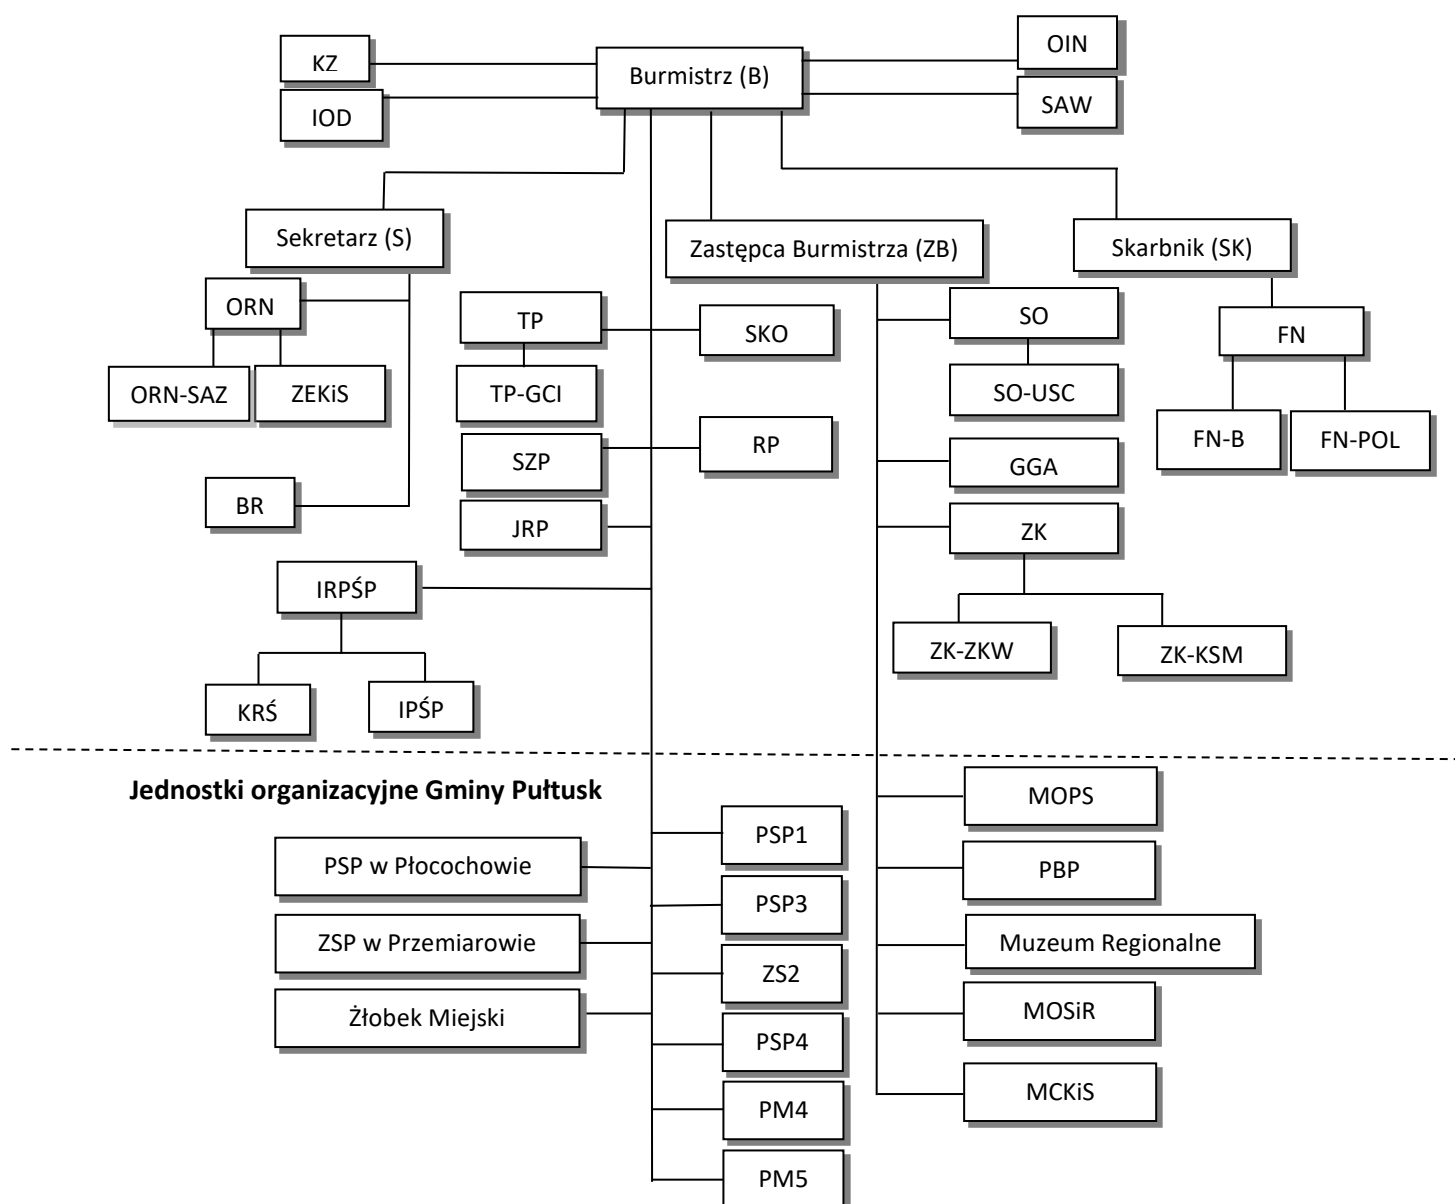 KZ
Burmistrz (B)
OIN
IOD
SAW
Sekretarz (S)
Zastępca Burmistrza (ZB)
Skarbnik (SK)
ORN
TP
SKO
SO
FN
ORN-SAZ
ZEKiS
TP-GCI
SO-USC
FN-B
FN-POL
SZP
RP
GGA
BR
JRP
ZK
IRPŚP
ZK-ZKW
ZK-KSM
KRŚ
IPŚP
Jednostki organizacyjne Gminy Pułtusk
MOPS
PSP1
PSP w Płocochowie
PBP
PSP3
ZSP w Przemiarowie
Muzeum Regionalne
ZS2
Żłobek Miejski
MOSiR
PSP4
MCKiS
PM4
PM5